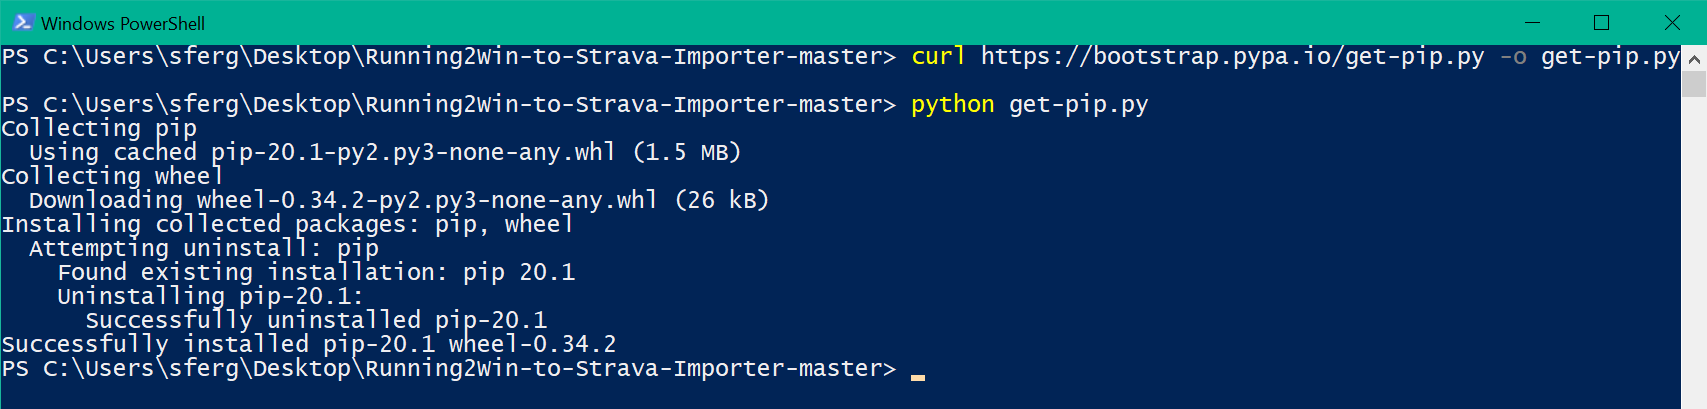 Windows PowerShell
PS C:\Users\sferg\Desktop\Running2Win-to-Strava-Importer-master> curl https://bootstrap.pypa.io/get-pip.py -o get-pip.py
PS C:\Users\sferg\Desktop\Running2Win-to-Strava-Importer-master> python get-pip.py
Collecting pip
  Using cached pip-20.1-py2.py3-none-any.whl (1.5 MB)
Collecting wheel
  Downloading wheel-0.34.2-py2.py3-none-any.whl (26 kB)
Installing collected packages: pip, wheel
  Attempting uninstall: pip
    Found existing installation: pip 20.1
    Uninstalling pip-20.1:
      Successfully uninstalled pip-20.1
Successfully installed pip-20.1 wheel-0.34.2
PS C:\Users\sferg\Desktop\Running2Win-to-Strava-Importer-master>